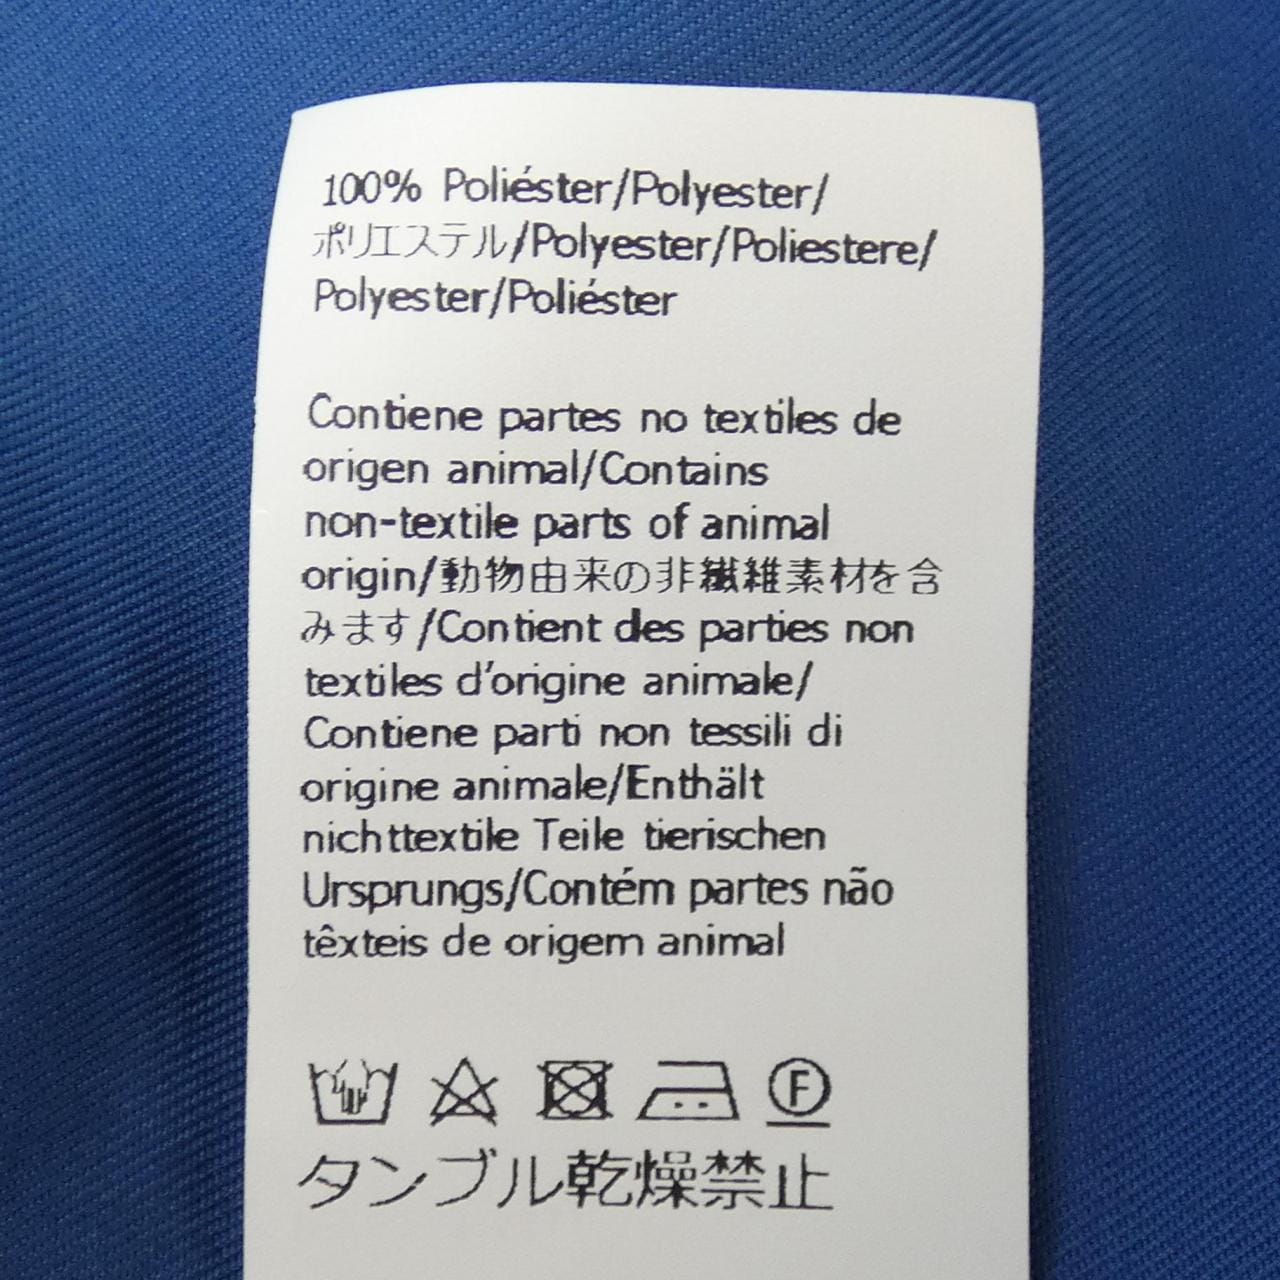 100% Poliéster/Polyester/
ポリエステル/Polyester/Poliestere/
Polyester/Poliéster
Contiene partes no textiles de
origen animal/Contains
non-textile parts of animal
origin/動物由来の非繊維素材を含
みます/Contient des parties non
textiles d'origine animale/
Contiene parti non tessili di
origine animale/Enthält
nichttextile Teile tierischen
Ursprungs/Contém partes não
têxteis de origem animal
F
タンブル乾燥禁止